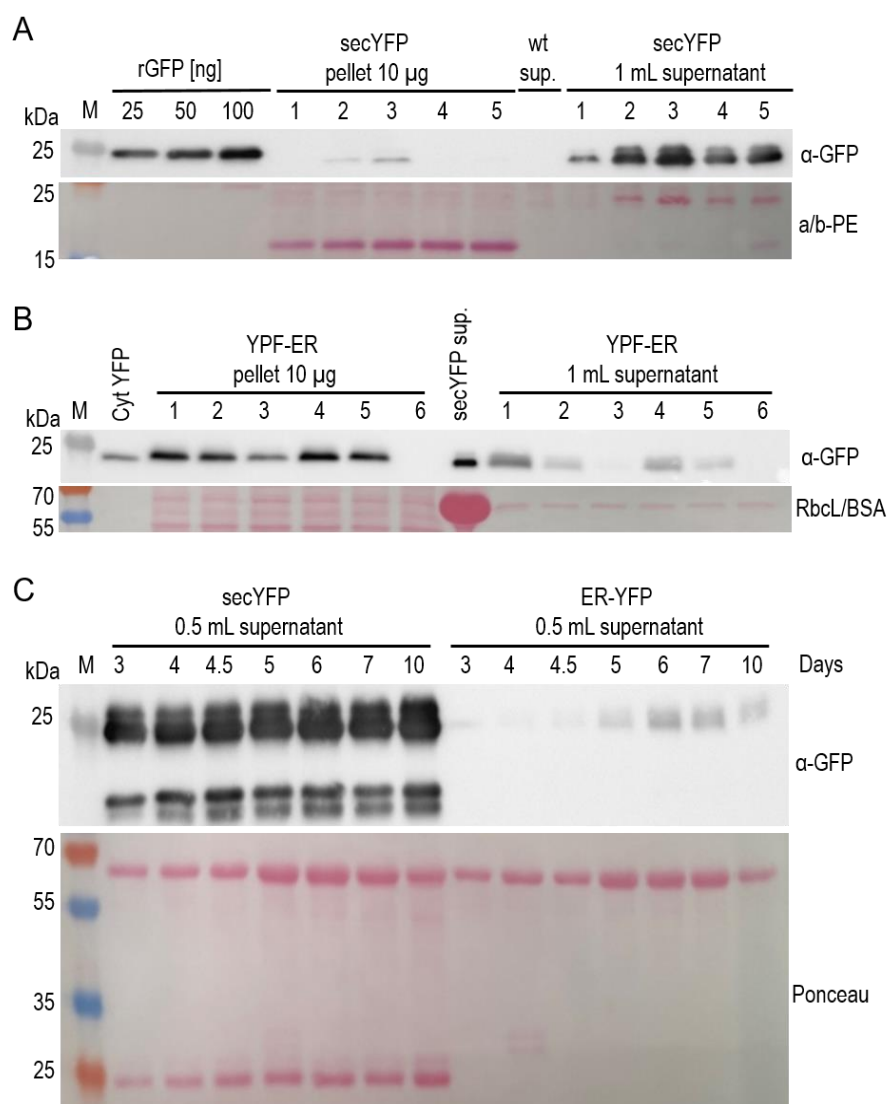 A
rGFP [ng]
secYFP
pellet 10 µg
wt
sup.
secYFP
1 mL supernatant
kDa M 25 50 100 1 2 3 4 5 1 2 3 4 5
25 α-GFP
25
a/b-PE
15
B
Cyt YFP
YPF-ER
pellet 10 µg
secYFP sup.
YPF-ER
1 mL supernatant
M 1 2 3 4 5 6 1 2 3 4 5 6
25 α-GFP
70
RbcL/BSA
55
C
secYFP
0.5 mL supernatant
ER-YFP
0.5 mL supernatant
kDa M 3 4 4.5 5 6 7 10 3 4 4.5 5 6 7 10 Days
25
α-GFP
70
55
35
Ponceau
25